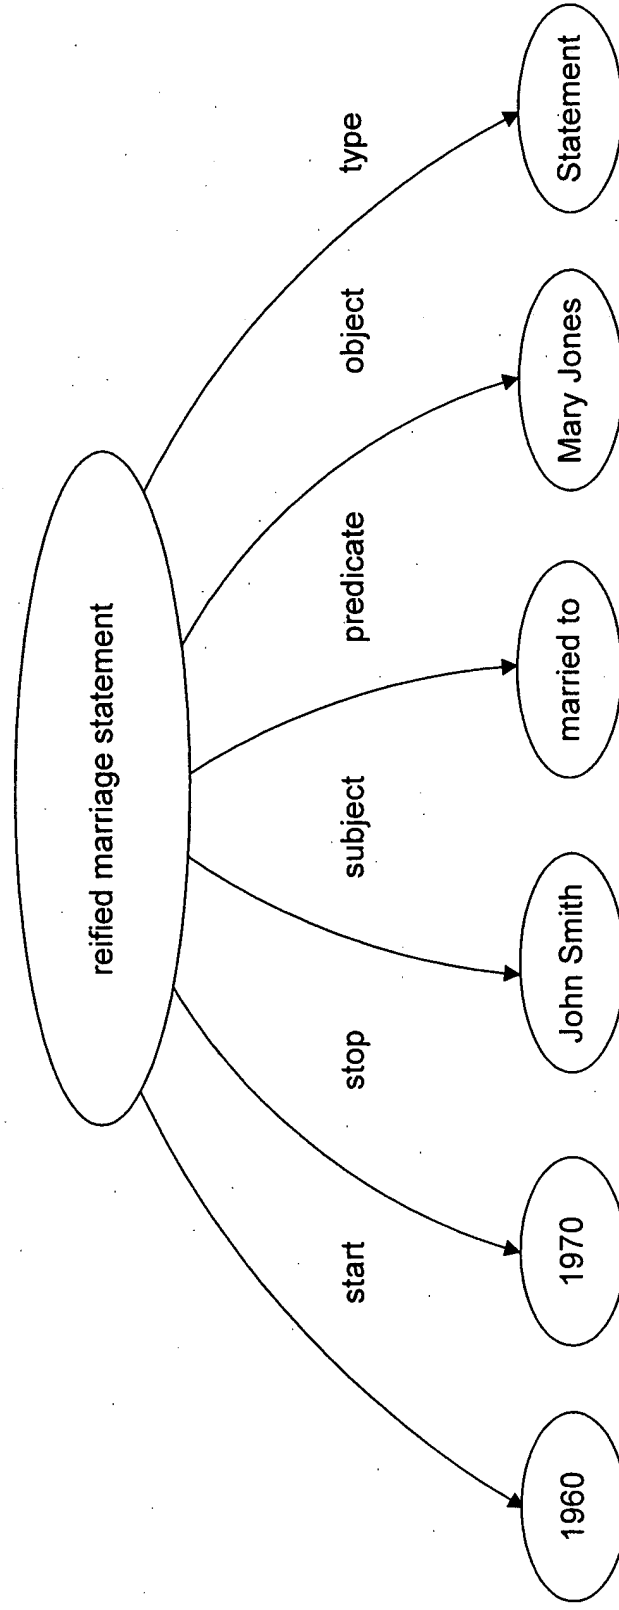 reified marriage statement
start
stop
subject
predicate
object
type
1960
1970
John Smith
married to
Mary Jones
Statement